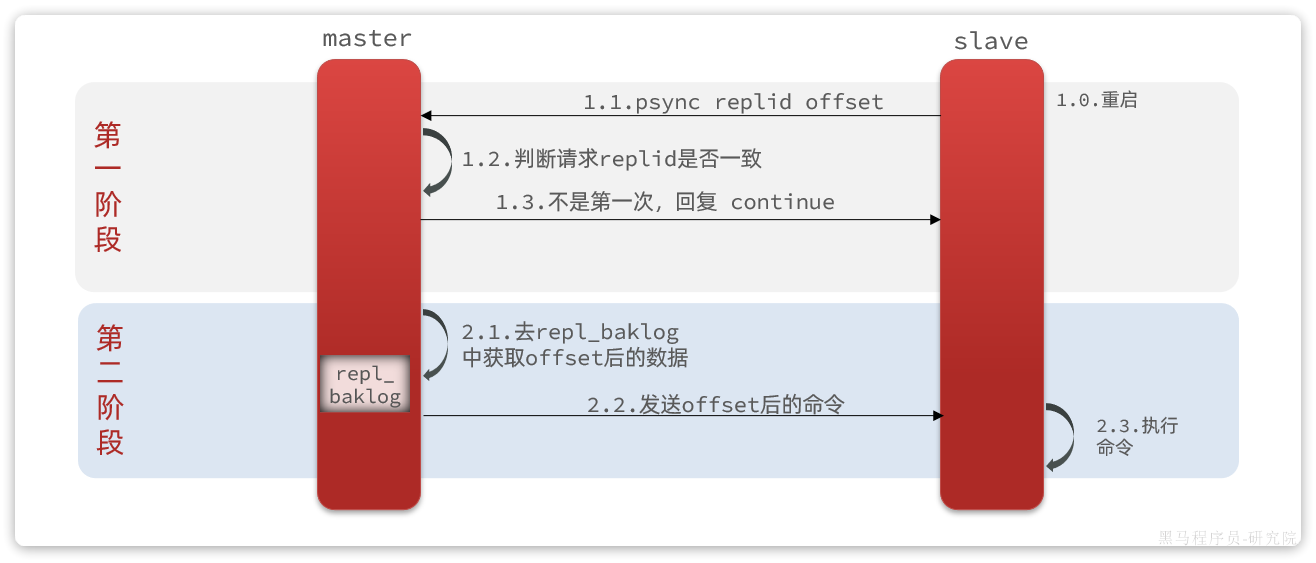 master
slave
1.0.重启
1.1.psync replid offset
第一阶段
1.2.判断请求replid是否一致
1.3.不是第一次，回复 continue
第二阶段
2.1.去repl_baklog
中获取offset后的数据
repl_
baklog
2.2.发送offset后的命令
2.3.执行
命令
黑马程序员-研究院